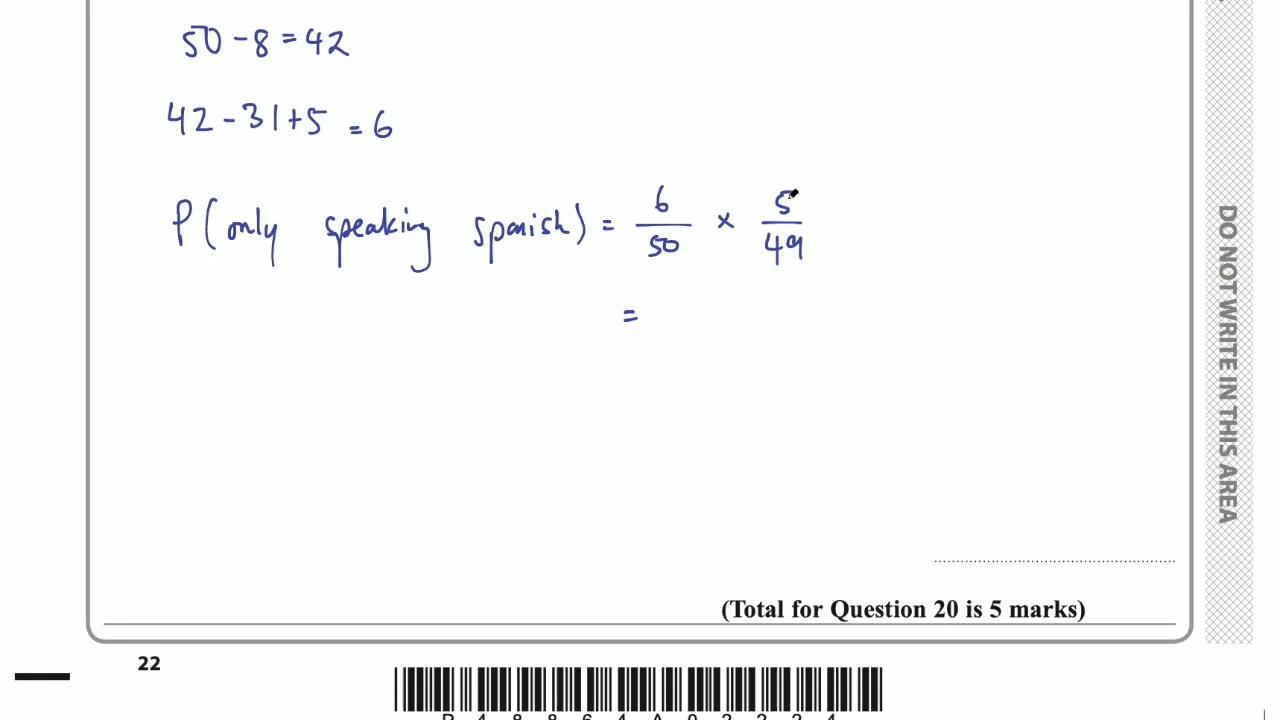 50 - 8 = 42
42 - 31 + 5 = 6
P(only speaking spanish) = 6/50 × 5/49
=
(Total for Question 20 is 5 marks)
22
DO NOT WRITE IN THIS AREA